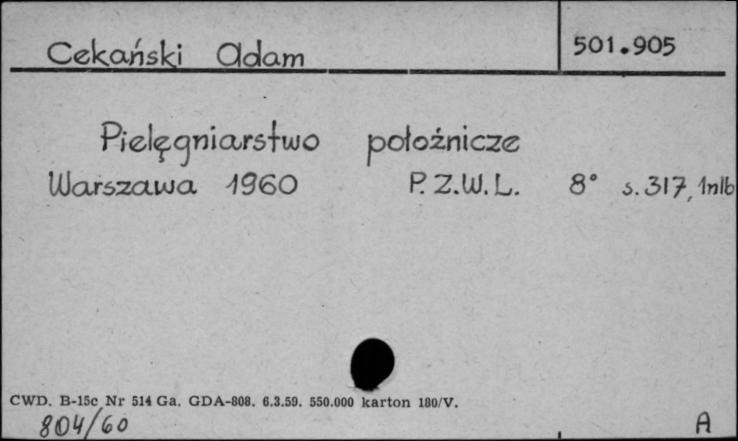 Cekański Adam 501.905
Pielęgniarstwo położnicze
Warszawa 1960 P.Z.W.L. 8° s.317, 1nlb
CWD. B-15c Nr 514 Ga. GDA-808. 6.3.59. 550.000 karton 180/V.
804/60 A